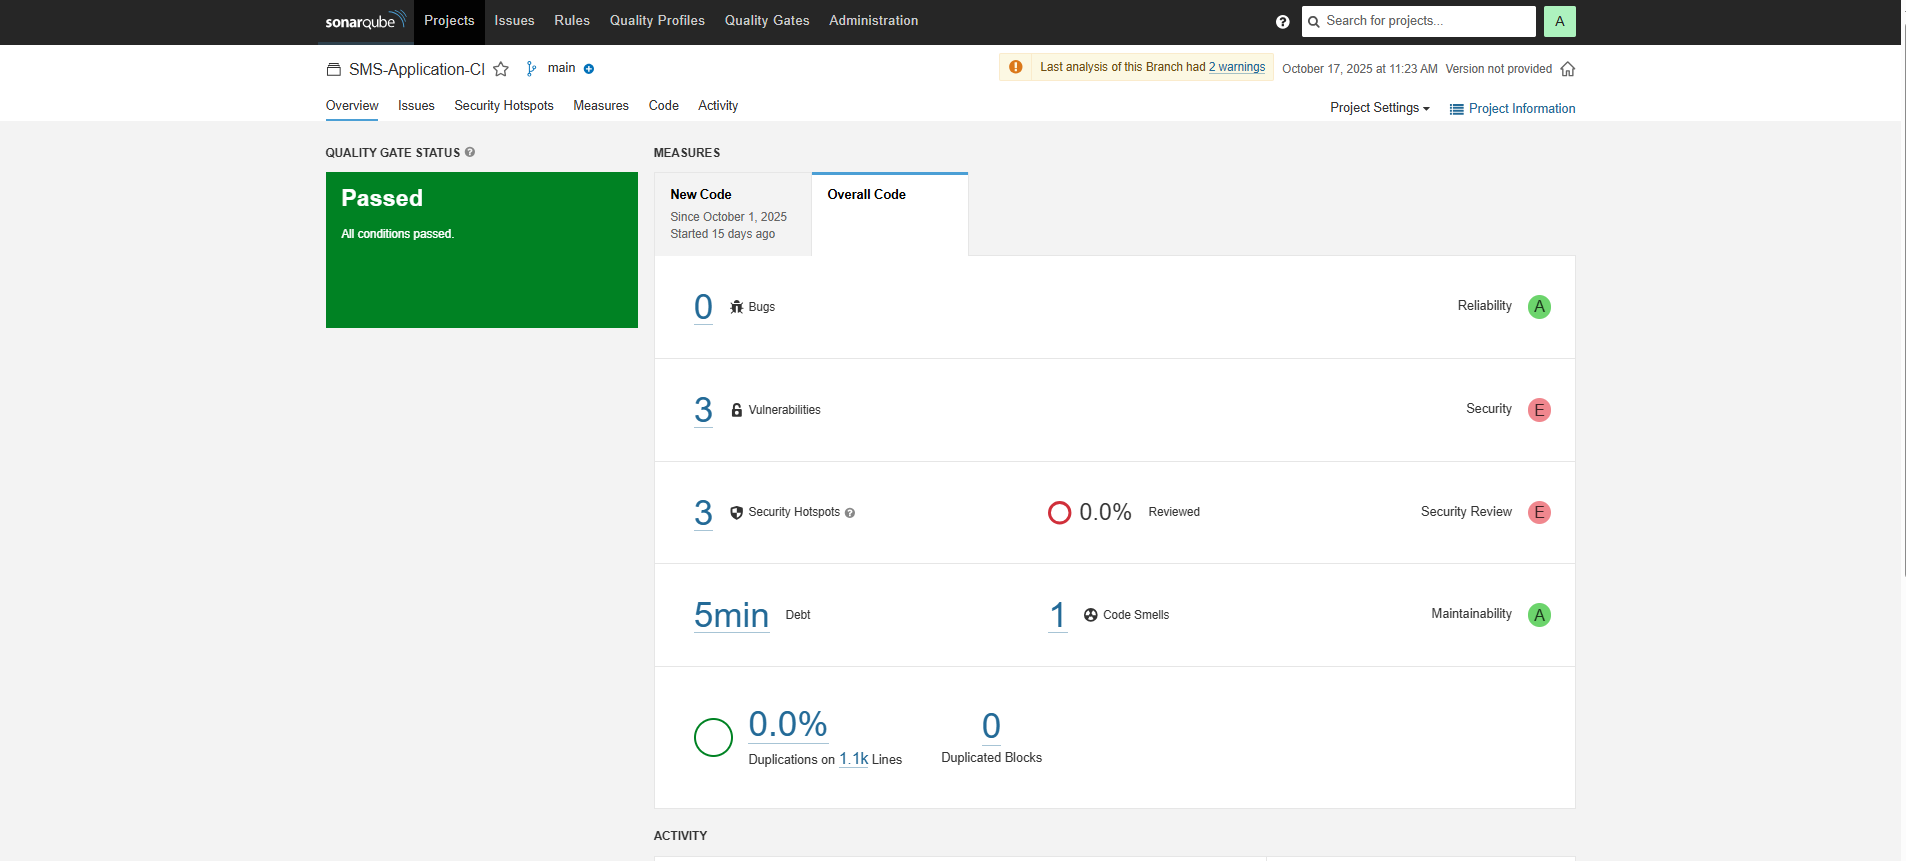 sonarqube Projects Issues Rules Quality Profiles Quality Gates Administration ? Search for projects... A
SMS-Application-CI main Last analysis of this Branch had 2 warnings October 17, 2025 at 11:23 AM Version not provided
Overview Issues Security Hotspots Measures Code Activity Project Settings Project Information
QUALITY GATE STATUS ?
Passed
All conditions passed.
MEASURES
New Code
Since October 1, 2025
Started 15 days ago
Overall Code
0 Bugs Reliability A
3 Vulnerabilities Security E
3 Security Hotspots ? 0.0% Reviewed Security Review E
5min Debt 1 Code Smells Maintainability A
0.0%
Duplications on 1.1k Lines
0
Duplicated Blocks
ACTIVITY